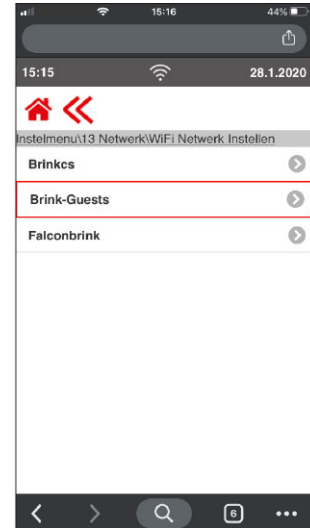 15:16
44%
15:15
28.1.2020
Instelmenu\13 Netwerk\WiFi Netwerk Instellen
Brinkcs
Brink-Guests
Falconbrink
6